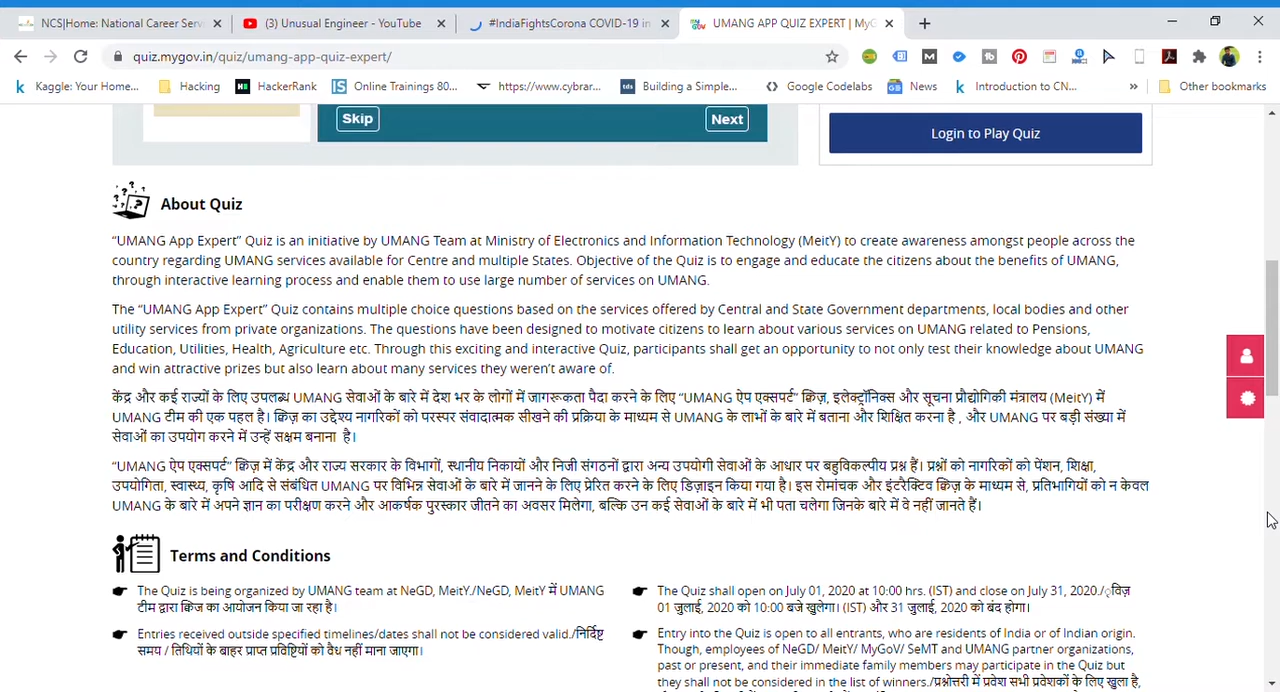 NCS|Home: National Career Serv
(3) Unusual Engineer - YouTube
#IndiaFightsCorona COVID-19 in
UMANG APP QUIZ EXPERT | MyG
quiz.mygov.in/quiz/umang-app-quiz-expert/
Kaggle: Your Home...
Hacking
HackerRank
Online Trainings 80...
https://www.cybrar...
Building a Simple...
Google Codelabs
News
Introduction to CN...
»
Other bookmarks
Skip
Next
Login to Play Quiz
About Quiz
“UMANG App Expert” Quiz is an initiative by UMANG Team at Ministry of Electronics and Information Technology (MeitY) to create awareness amongst people across the
country regarding UMANG services available for Centre and multiple States. Objective of the Quiz is to engage and educate the citizens about the benefits of UMANG,
through interactive learning process and enable them to use large number of services on UMANG.
The “UMANG App Expert” Quiz contains multiple choice questions based on the services offered by Central and State Government departments, local bodies and other
utility services from private organizations. The questions have been designed to motivate citizens to learn about various services on UMANG related to Pensions,
Education, Utilities, Health, Agriculture etc. Through this exciting and interactive Quiz, participants shall get an opportunity to not only test their knowledge about UMANG
and win attractive prizes but also learn about many services they weren’t aware of.
केंद्र और कई राज्यों के लिए उपलब्ध UMANG सेवाओं के बारे में देश भर के लोगों में जागरूकता पैदा करने के लिए “UMANG ऐप एक्सपर्ट” क्विज़, इलेक्ट्रॉनिक्स और सूचना प्रौद्योगिकी मंत्रालय (MeitY) में
UMANG टीम की एक पहल है। क्विज़ का उद्देश्य नागरिकों को परस्पर संवादात्मक सीखने की प्रक्रिया के माध्यम से UMANG के लाभों के बारे में बताना और शिक्षित करना है , और UMANG पर बड़ी संख्या में
सेवाओं का उपयोग करने में उन्हें सक्षम बनाना है।
“UMANG ऐप एक्सपर्ट” क्विज़ में केंद्र और राज्य सरकार के विभागों, स्थानीय निकायों और निजी संगठनों द्वारा अन्य उपयोगी सेवाओं के आधार पर बहुविकल्पीय प्रश्न हैं। प्रश्नों को नागरिकों को पेंशन, शिक्षा,
उपयोगिता, स्वास्थ्य, कृषि आदि से संबंधित UMANG पर विभिन्न सेवाओं के बारे में जानने के लिए प्रेरित करने के लिए डिज़ाइन किया गया है। इस रोमांचक और इंटरैक्टिव क्विज़ के माध्यम से, प्रतिभागियों को न केवल
UMANG के बारे में अपने ज्ञान का परीक्षण करने और आकर्षक पुरस्कार जीतने का अवसर मिलेगा, बल्कि उन कई सेवाओं के बारे में भी पता चलेगा जिनके बारे में वे नहीं जानते हैं।
Terms and Conditions
The Quiz is being organized by UMANG team at NeGD, MeitY./NeGD, MeitY में UMANG
टीम द्वारा क्विज का आयोजन किया जा रहा है।
Entries received outside specified timelines/dates shall not be considered valid./निर्दिष्ट
समय / तिथियों के बाहर प्राप्त प्रविष्टियों को वैध नहीं माना जाएगा।
The Quiz shall open on July 01, 2020 at 10:00 hrs. (IST) and close on July 31, 2020./्विज़
01 जुलाई, 2020 को 10:00 बजे खुलेगा। (IST) और 31 जुलाई, 2020 को बंद होगा।
Entry into the Quiz is open to all entrants, who are residents of India or of Indian origin.
Though, employees of NeGD/ MeitY/ MyGoV/ SeMT and UMANG partner organizations,
past or present, and their immediate family members may participate in the Quiz but
they shall not be considered in the list of winners./प्रश्नोत्तरी में प्रवेश सभी प्रवेशकों के लिए खुला है,